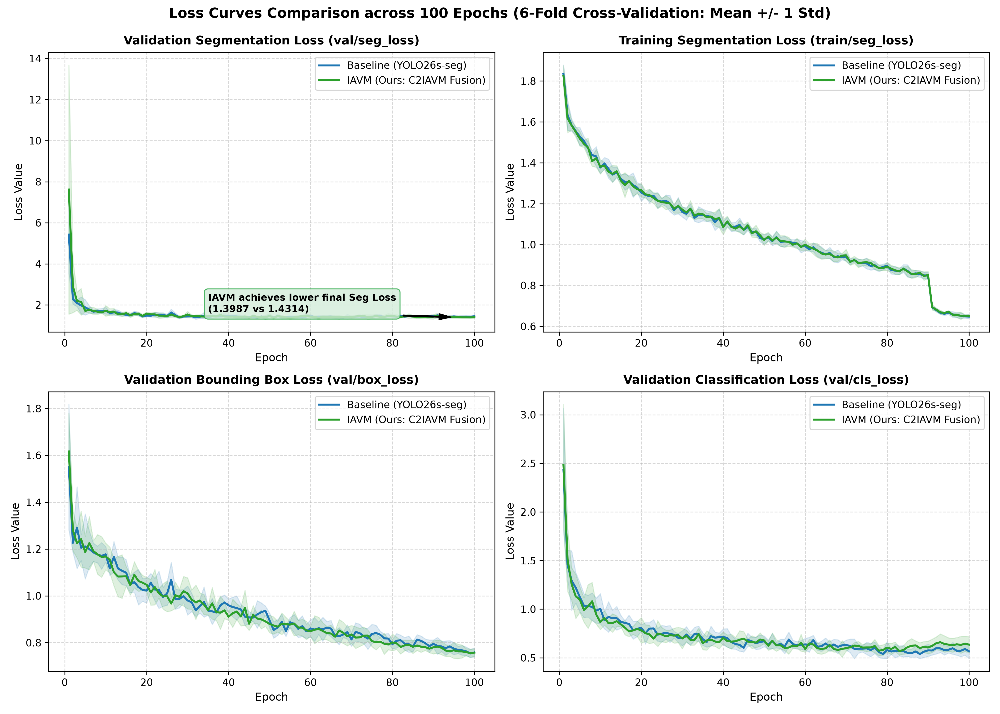 Loss Curves Comparison across 100 Epochs (6-Fold Cross-Validation: Mean +/- 1 Std)
Validation Segmentation Loss (val/seg_loss)
14
12
10
8
6
4
2
Loss Value
Baseline (YOLO26s-seg)
IAVM (Ours: C2IAVM Fusion)
IAVM achieves lower final Seg Loss
(1.3987 vs 1.4314)
0
20
40
60
80
100
Epoch
Training Segmentation Loss (train/seg_loss)
1.8
1.6
1.4
1.2
1.0
0.8
0.6
Loss Value
Baseline (YOLO26s-seg)
IAVM (Ours: C2IAVM Fusion)
0
20
40
60
80
100
Epoch
Validation Bounding Box Loss (val/box_loss)
1.8
1.6
1.4
1.2
1.0
0.8
Loss Value
Baseline (YOLO26s-seg)
IAVM (Ours: C2IAVM Fusion)
0
20
40
60
80
100
Epoch
Validation Classification Loss (val/cls_loss)
3.0
2.5
2.0
1.5
1.0
0.5
Loss Value
Baseline (YOLO26s-seg)
IAVM (Ours: C2IAVM Fusion)
0
20
40
60
80
100
Epoch